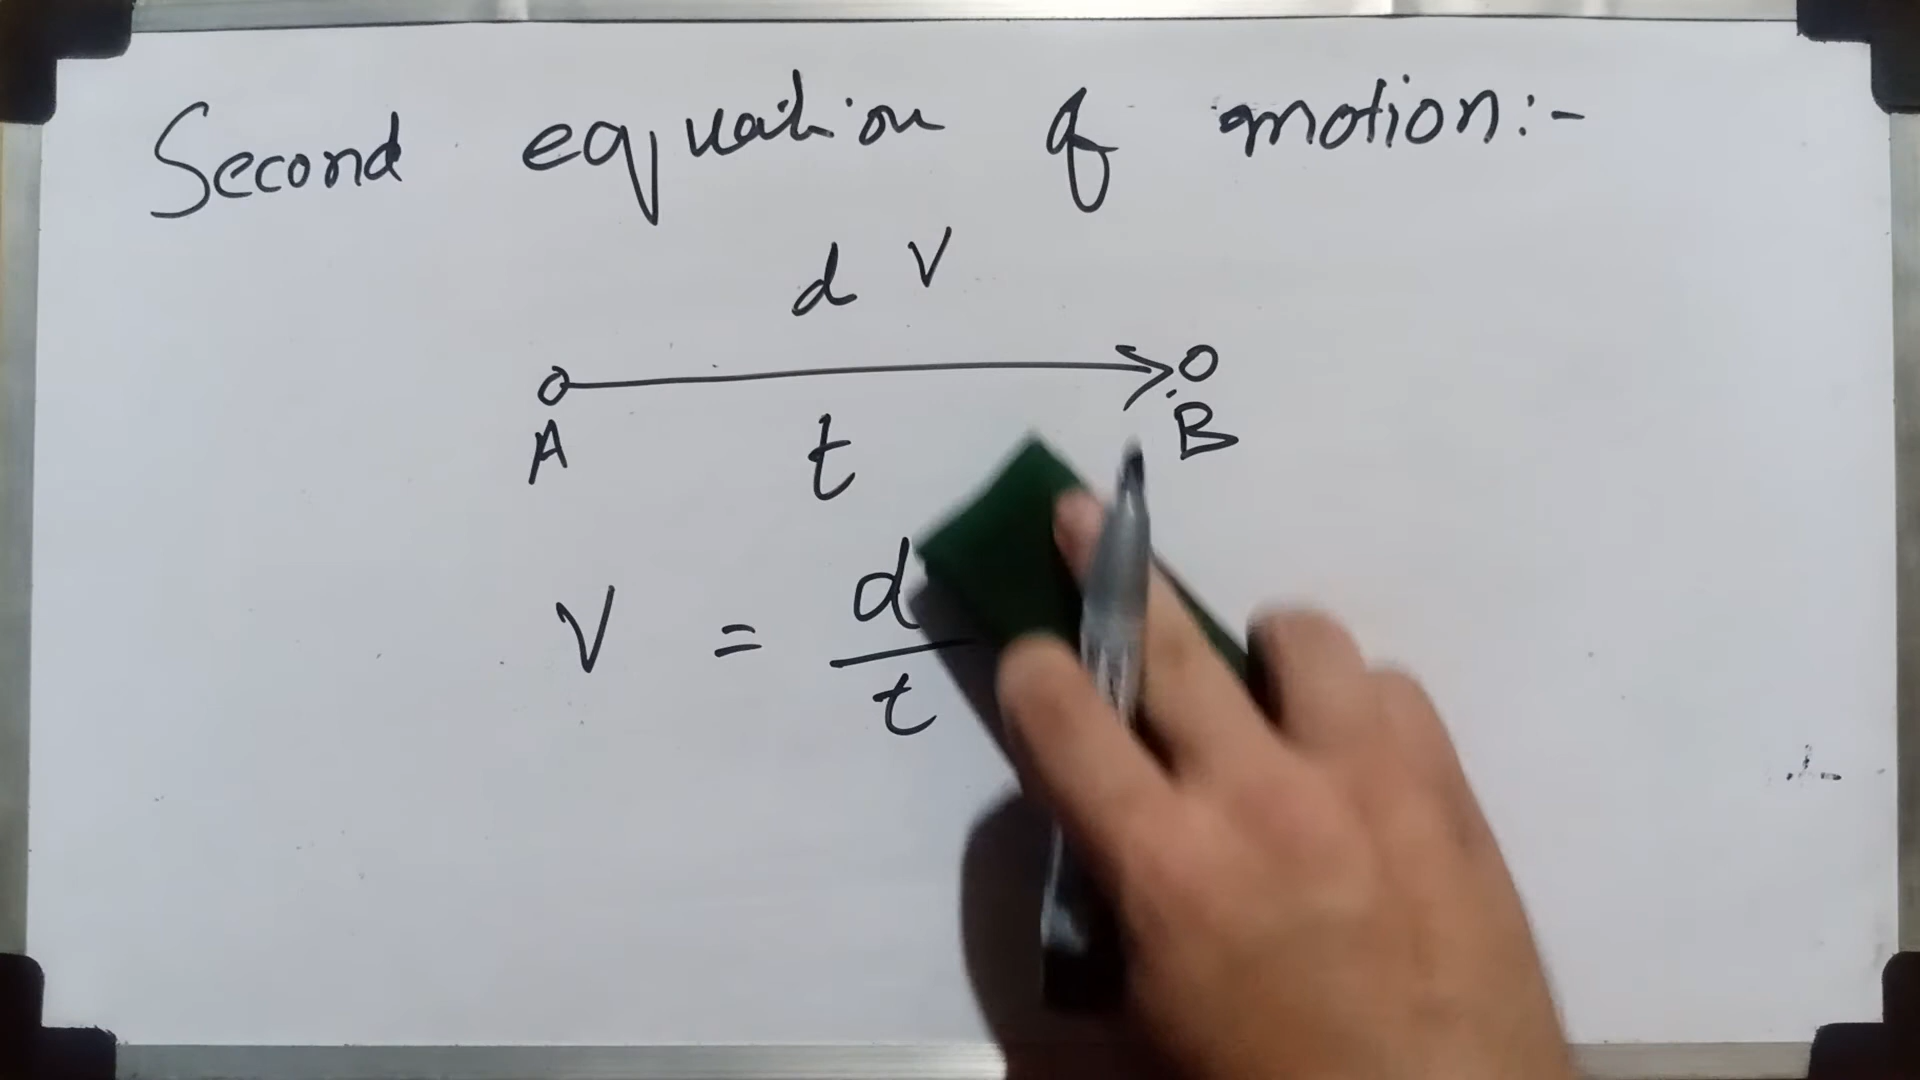 Second equation of motion:-
d V
A t B
V = d/t